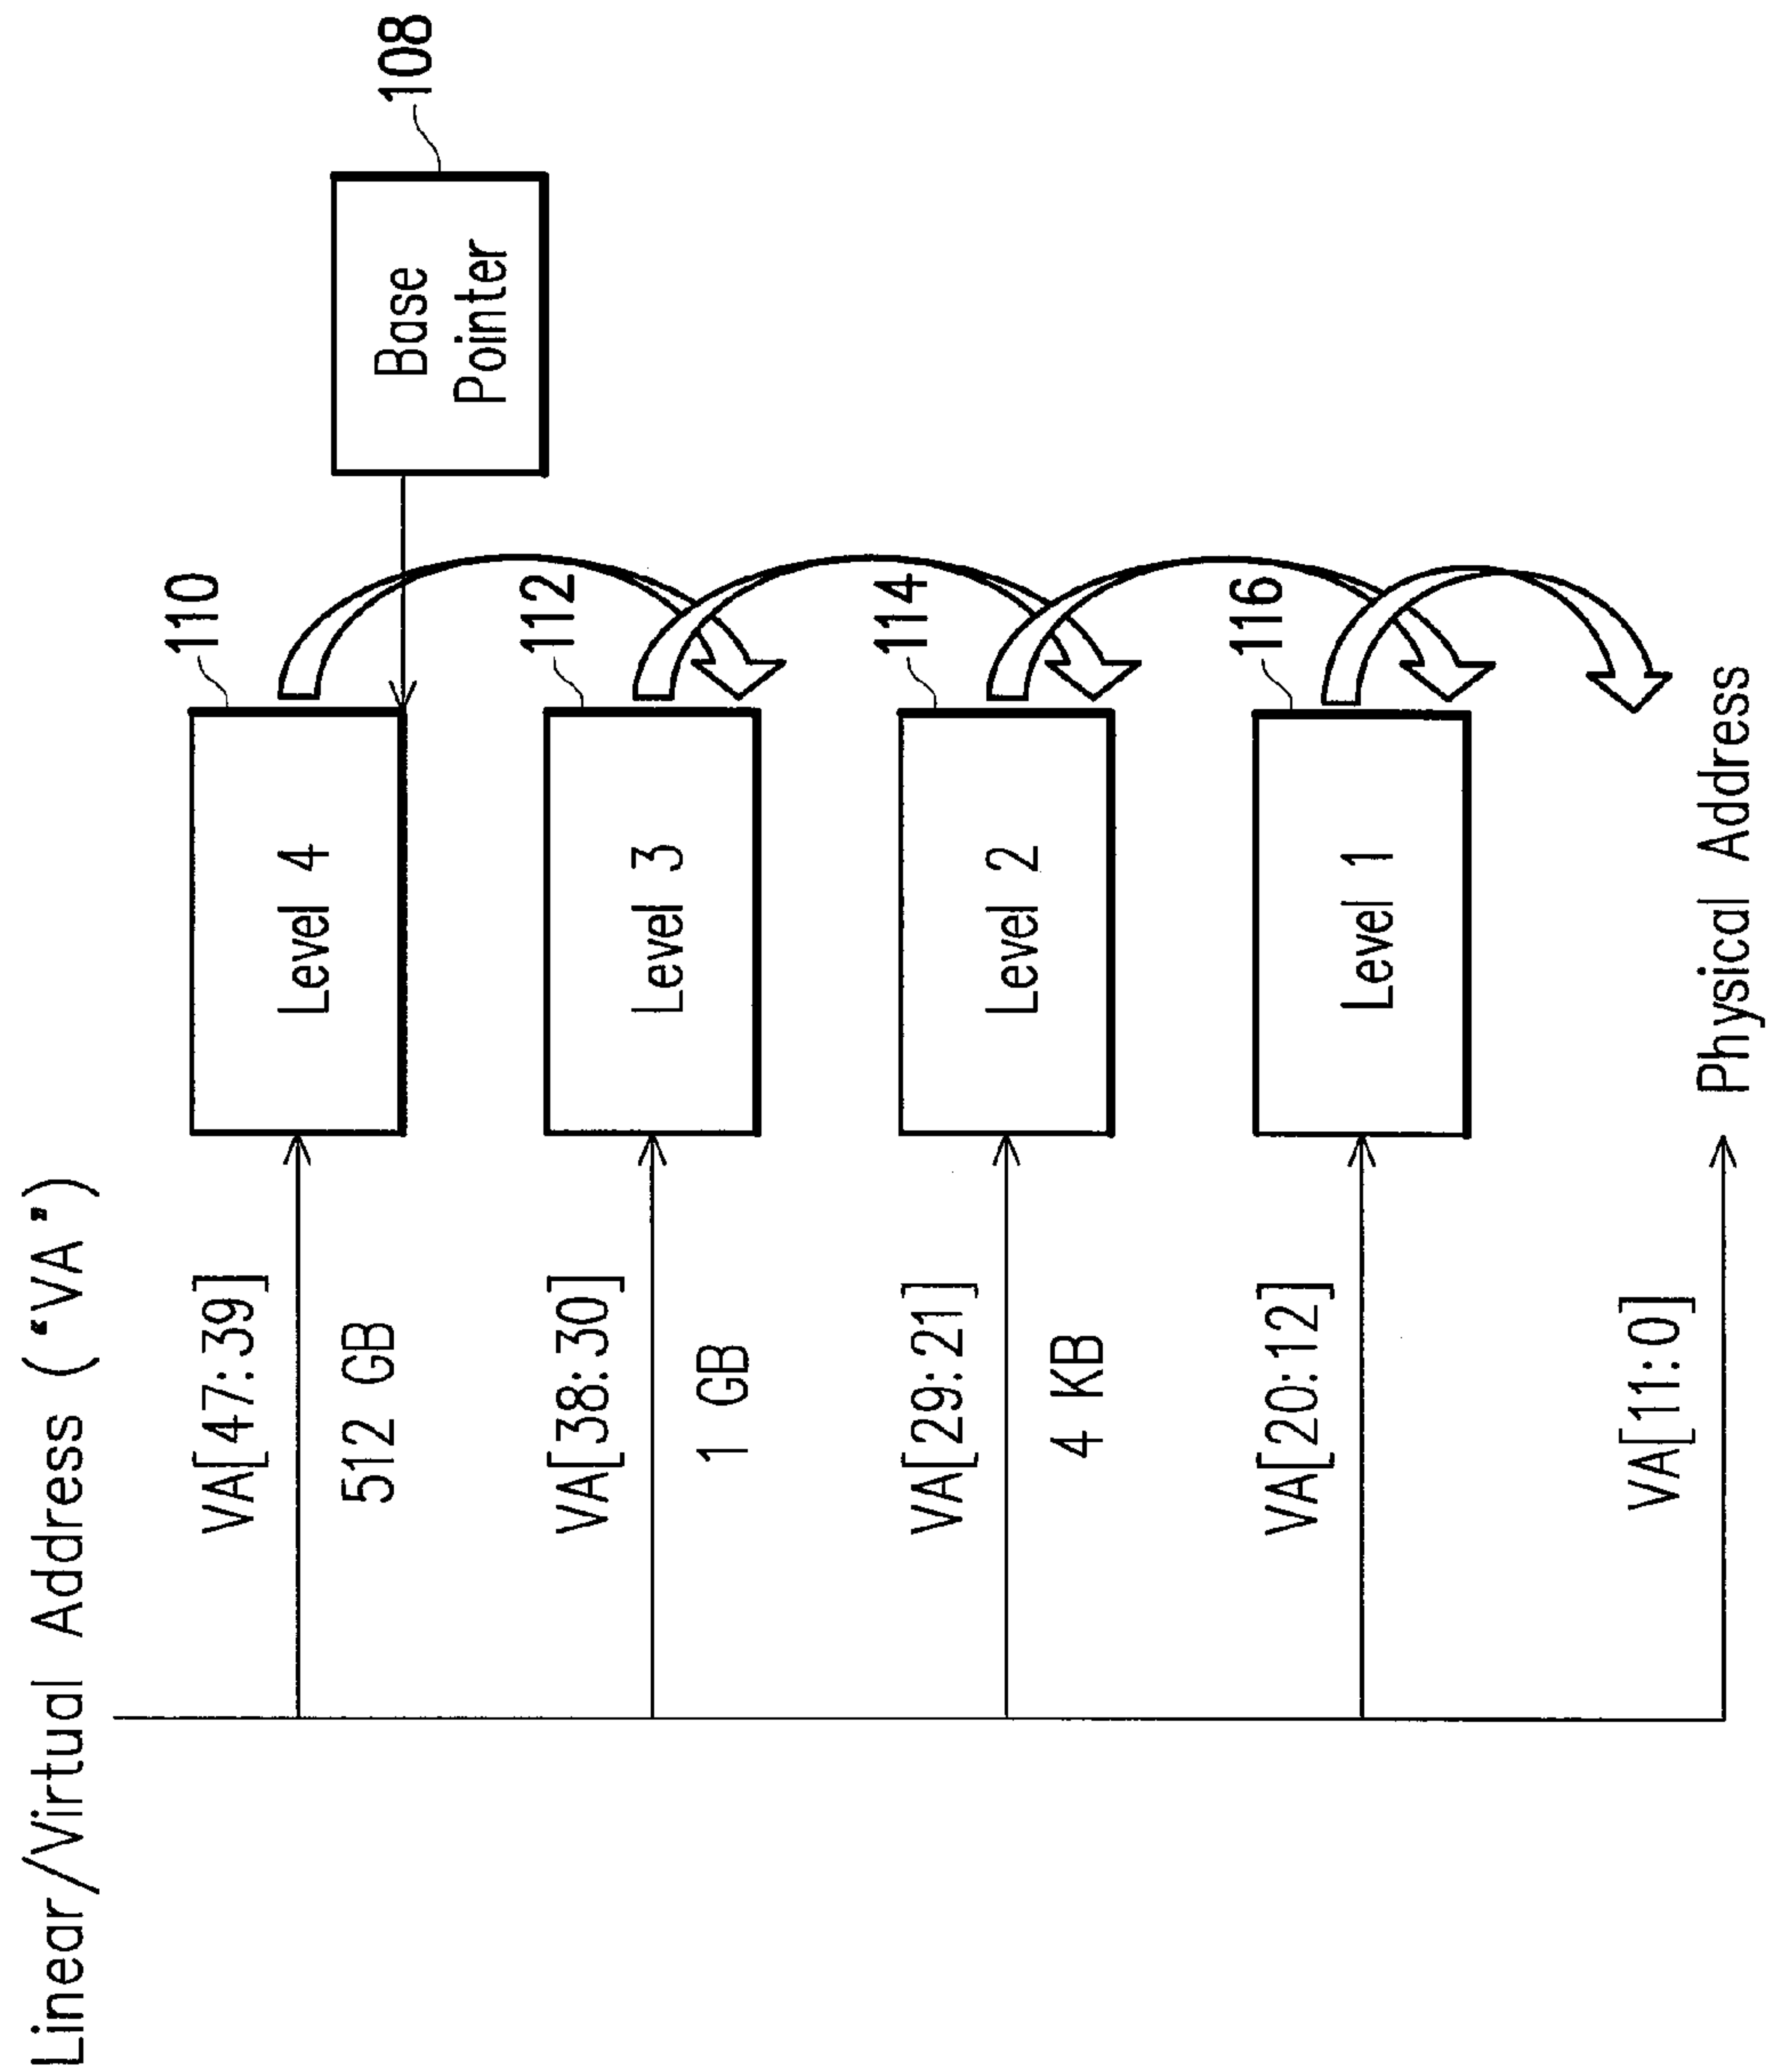 Linear/Virtual Address ("VA")
VA[47:39]
512 GB
Level 4
110
Base
Pointer
108
VA[38:30]
1 GB
Level 3
112
VA[29:21]
4 KB
Level 2
114
VA[20:12]
Level 1
116
VA[11:0]
Physical Address